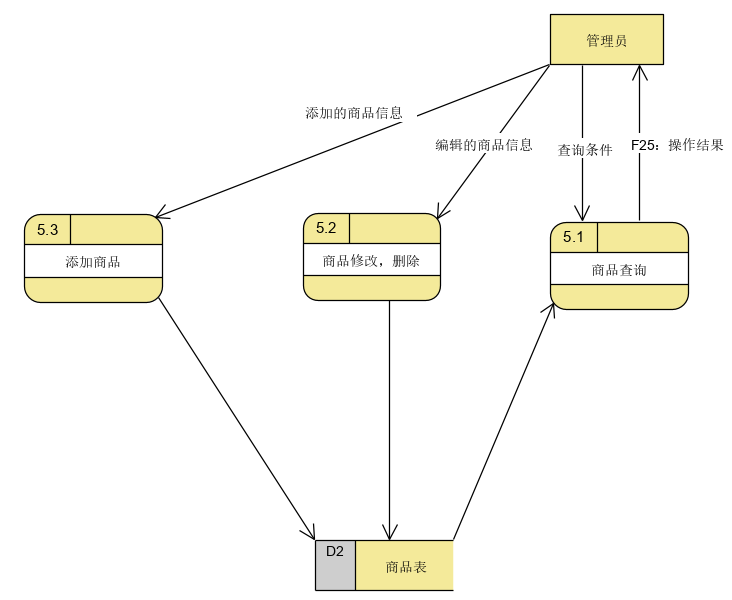 管理员
添加的商品信息
编辑的商品信息
查询条件
F25：操作结果
5.3
添加商品
5.2
商品修改，删除
5.1
商品查询
D2
商品表